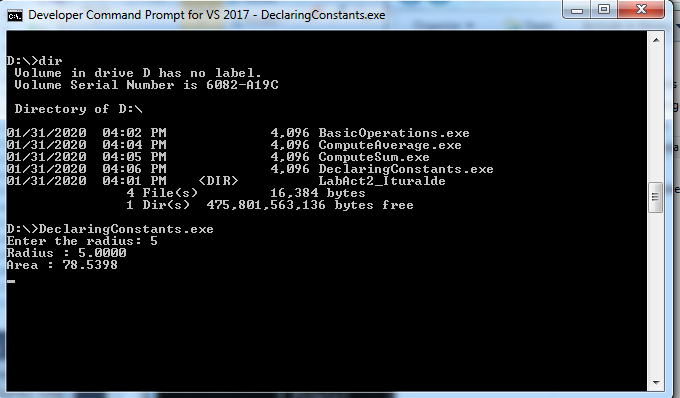 Developer Command Prompt for VS 2017 - DeclaringConstants.exe
D:\>dir
Volume in drive D has no label.
Volume Serial Number is 6082-A19C
Directory of D:\
01/31/2020  04:02 PM             4,096 BasicOperations.exe
01/31/2020  04:04 PM             4,096 ComputeAverage.exe
01/31/2020  04:05 PM             4,096 ComputeSum.exe
01/31/2020  04:06 PM             4,096 DeclaringConstants.exe
01/31/2020  04:01 PM    <DIR>          LabAct2_Ituralde
4 File(s)         16,384 bytes
1 Dir(s)  475,801,563,136 bytes free
D:\>DeclaringConstants.exe
Enter the radius: 5
Radius : 5.0000
Area : 78.5398